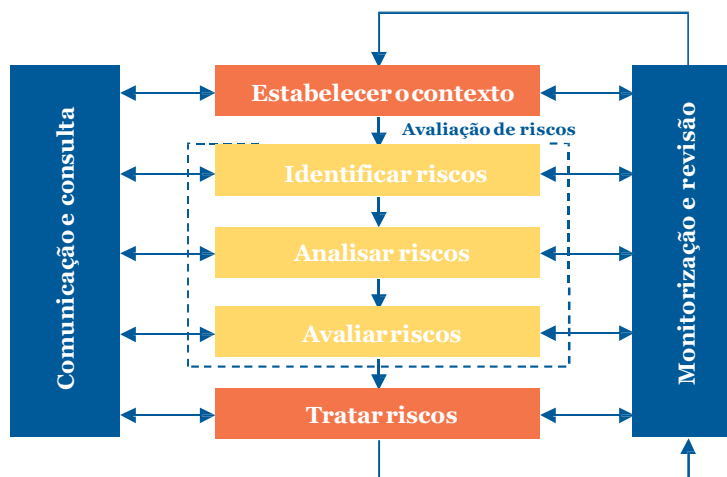 Estabelecer o contexto
Avaliação de riscos
Identificar riscos
Analisar riscos
Avaliar riscos
Tratar riscos
Comunicação e consulta
Monitorização e revisão